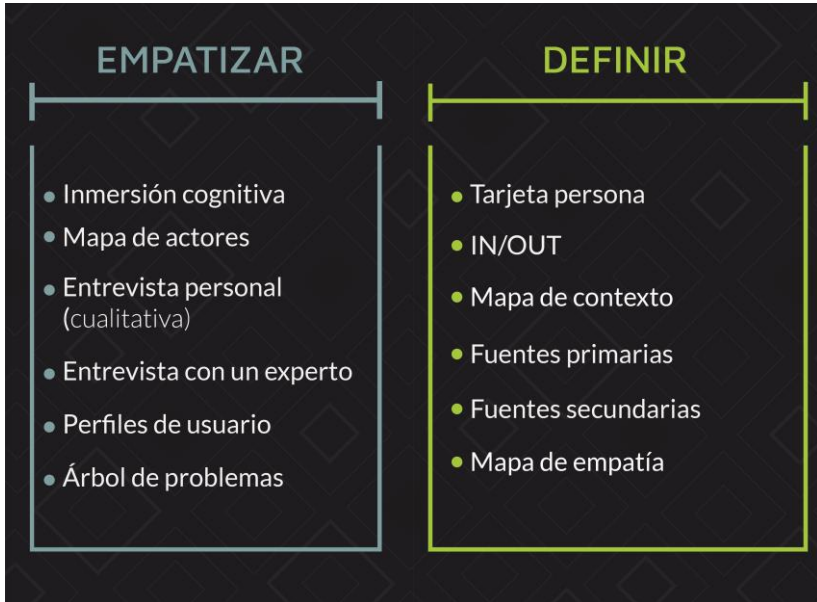 EMPATIZAR
Inmersión cognitiva
Mapa de actores
Entrevista personal
(cualitativa)
Entrevista con un experto
Perfiles de usuario
Árbol de problemas
DEFINIR
Tarjeta persona
IN/OUT
Mapa de contexto
Fuentes primarias
Fuentes secundarias
Mapa de empatía